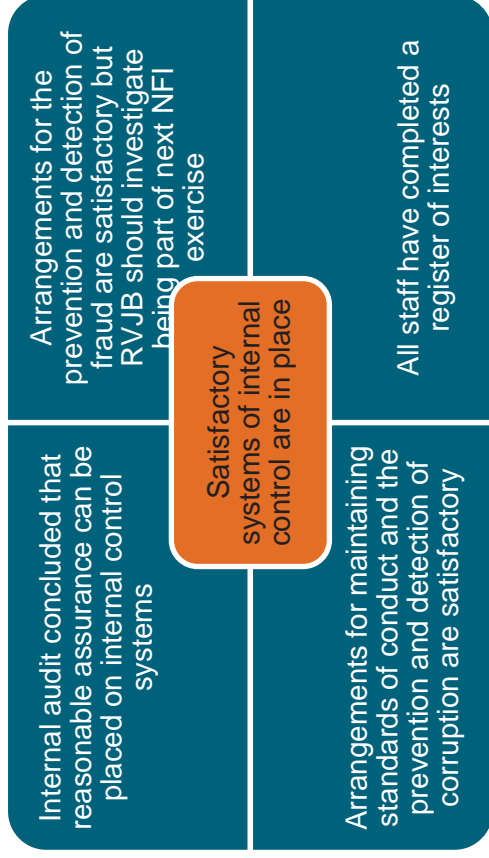 Internal audit concluded that
reasonable assurance can be
placed on internal control
systems
Arrangements for the
prevention and detection of
fraud are satisfactory but
RVJB should investigate
being part of next NFI
exercise
Satisfactory
systems of internal
control are in place
Arrangements for maintaining
standards of conduct and the
prevention and detection of
corruption are satisfactory
All staff have completed a
register of interests